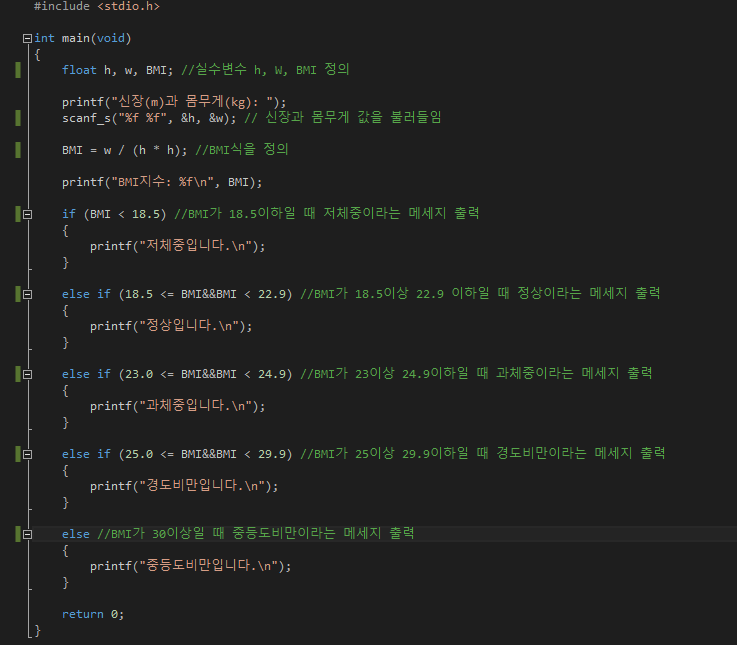 #include <stdio.h>
int main(void)
{
float h, w, BMI; //실수변수 h, W, BMI 정의
printf("신장(m)과 몸무게(kg): ");
scanf_s("%f %f", &h, &w); // 신장과 몸무게 값을 불러들임
BMI = w / (h * h); //BMI식을 정의
printf("BMI지수: %f\n", BMI);
if (BMI < 18.5) //BMI가 18.5이하일 때 저체중이라는 메세지 출력
{
printf("저체중입니다.\n");
}
else if (18.5 <= BMI&&BMI < 22.9) //BMI가 18.5이상 22.9 이하일 때 정상이라는 메세지 출력
{
printf("정상입니다.\n");
}
else if (23.0 <= BMI&&BMI < 24.9) //BMI가 23이상 24.9이하일 때 과체중이라는 메세지 출력
{
printf("과체중입니다.\n");
}
else if (25.0 <= BMI&&BMI < 29.9) //BMI가 25이상 29.9이하일 때 경도비만이라는 메세지 출력
{
printf("경도비만입니다.\n");
}
else //BMI가 30이상일 때 중등도비만이라는 메세지 출력
{
printf("중등도비만입니다.\n");
}
return 0;
}